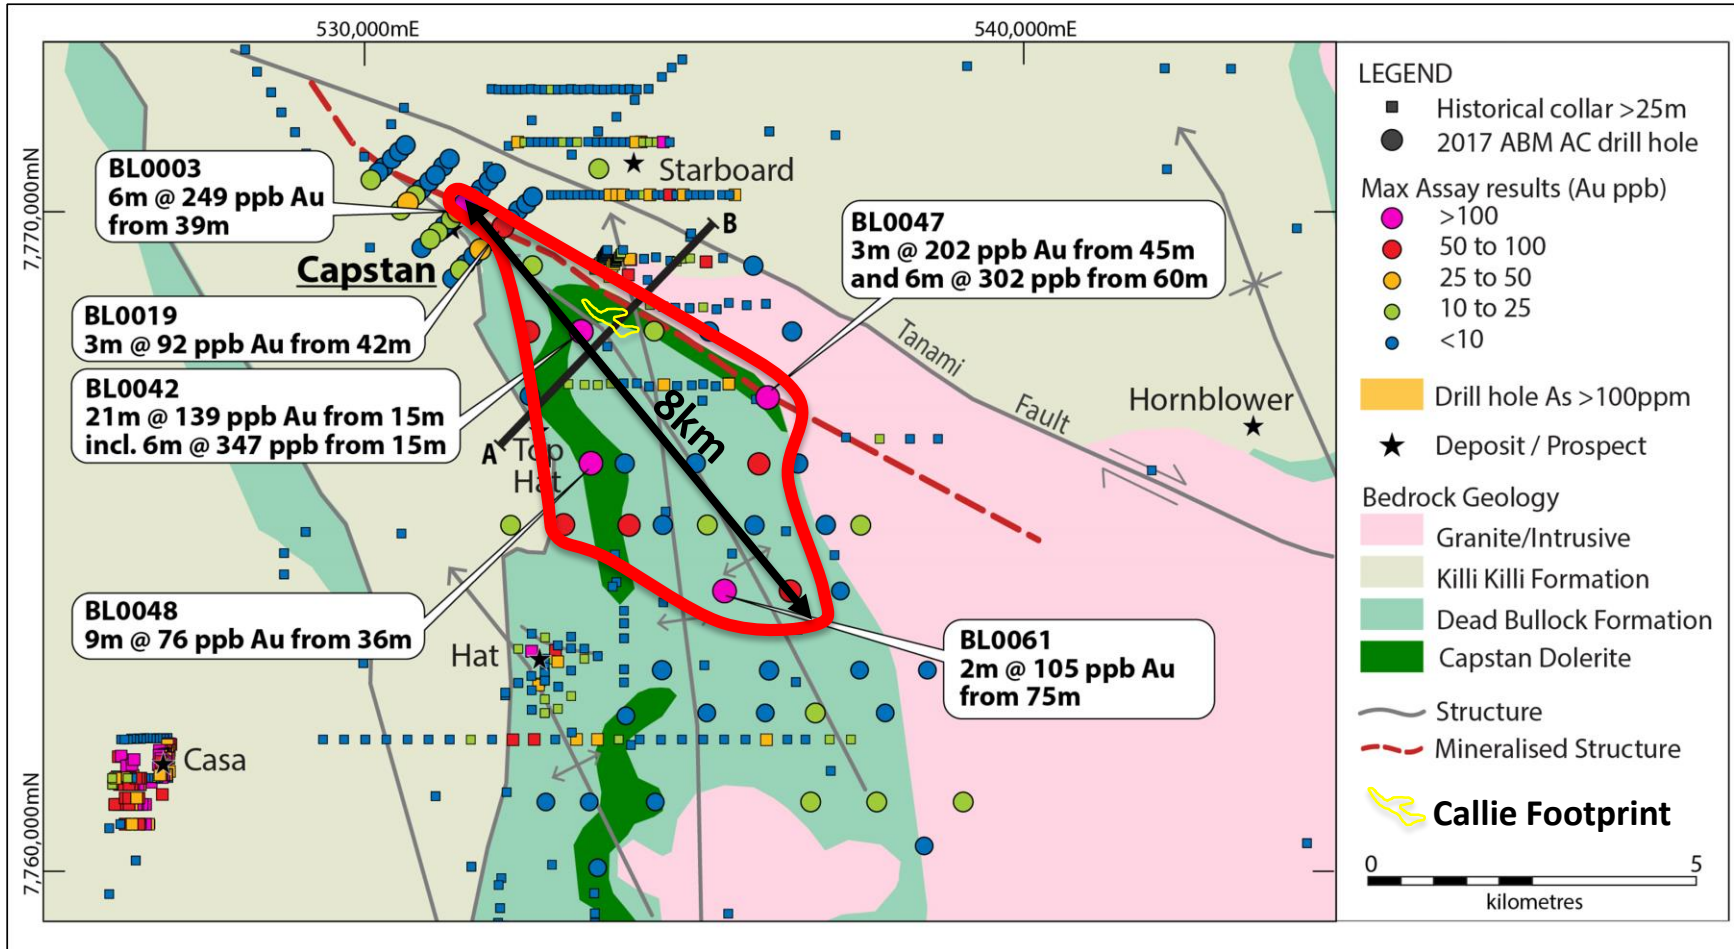 530,000mE
540,000mE
7,770,000mN
7,760,000mN
BL0003
6m @ 249 ppb Au
from 39m
Starboard
B
BL0047
3m @ 202 ppb Au from 45m
and 6m @ 302 ppb from 60m
Capstan
BL0019
3m @ 92 ppb Au from 42m
BL0042
21m @ 139 ppb Au from 15m
incl. 6m @ 347 ppb from 15m
A
Top
Hat
8km
Tanami
Fault
Hornblower
BL0048
9m @ 76 ppb Au from 36m
Hat
BL0061
2m @ 105 ppb Au
from 75m
Casa
LEGEND
Historical collar >25m
2017 ABM AC drill hole
Max Assay results (Au ppb)
>100
50 to 100
25 to 50
10 to 25
<10
Drill hole As >100ppm
Deposit / Prospect
Bedrock Geology
Granite/Intrusive
Killi Killi Formation
Dead Bullock Formation
Capstan Dolerite
Structure
Mineralised Structure
Callie Footprint
0 5
kilometres